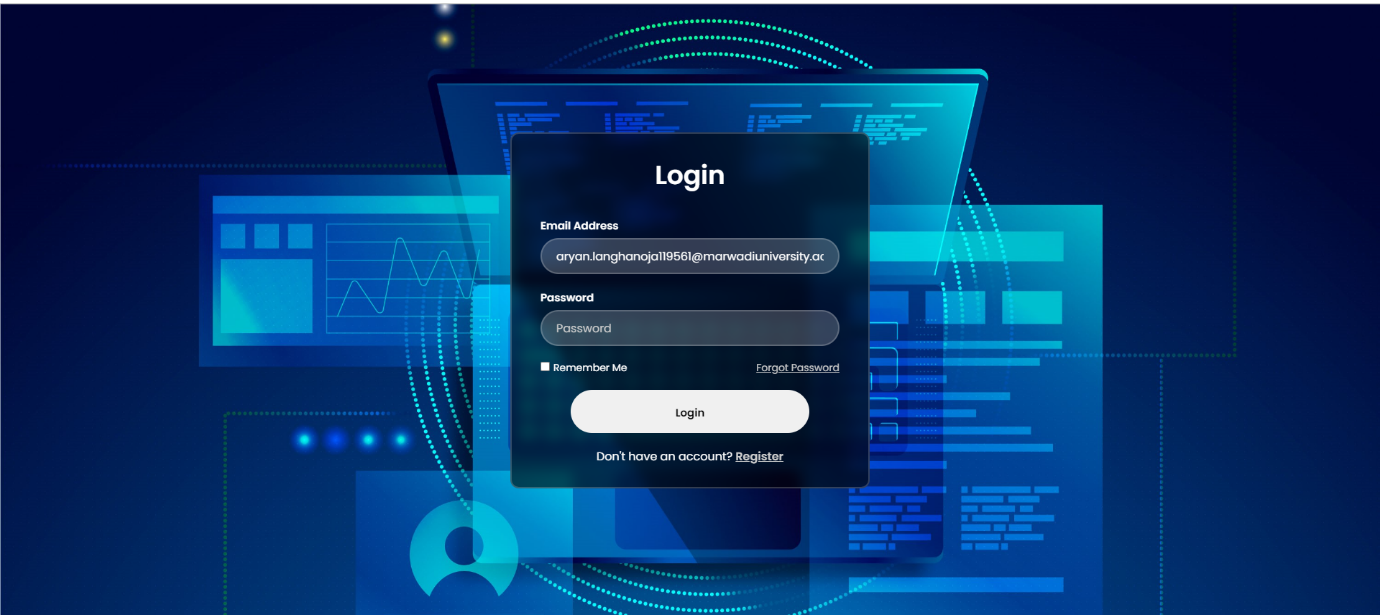 Login
Email Address
aryan.langhanoja119561@marwadiuniversity.ac
Password
Password
Remember Me Forgot Password
Login
Don't have an account? Register